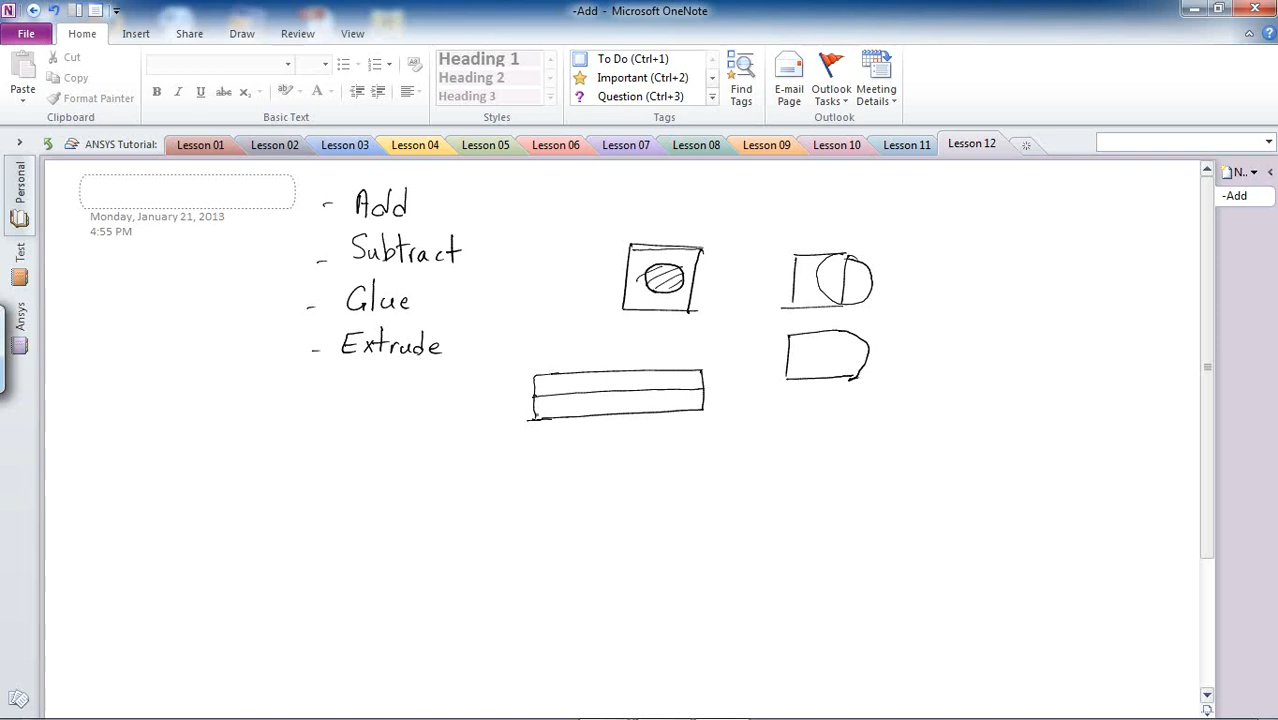 -Add - Microsoft OneNote
File Home Insert Share Draw Review View
Cut
Copy
Format Painter
Paste
Clipboard
B I U abc x₂ A
Basic Text
Heading 1
Heading 2
Heading 3
Styles
To Do (Ctrl+1)
Important (Ctrl+2)
Question (Ctrl+3)
Tags
Find Tags
E-mail Page
Outlook Tasks
Meeting Details
Outlook
ANSYS Tutorial: Lesson 01 Lesson 02 Lesson 03 Lesson 04 Lesson 05 Lesson 06 Lesson 07 Lesson 08 Lesson 09 Lesson 10 Lesson 11 Lesson 12
N..
-Add
Personal
Test
Ansys
Monday, January 21, 2013
4:55 PM
- Add
- Subtract
- Glue
- Extrude